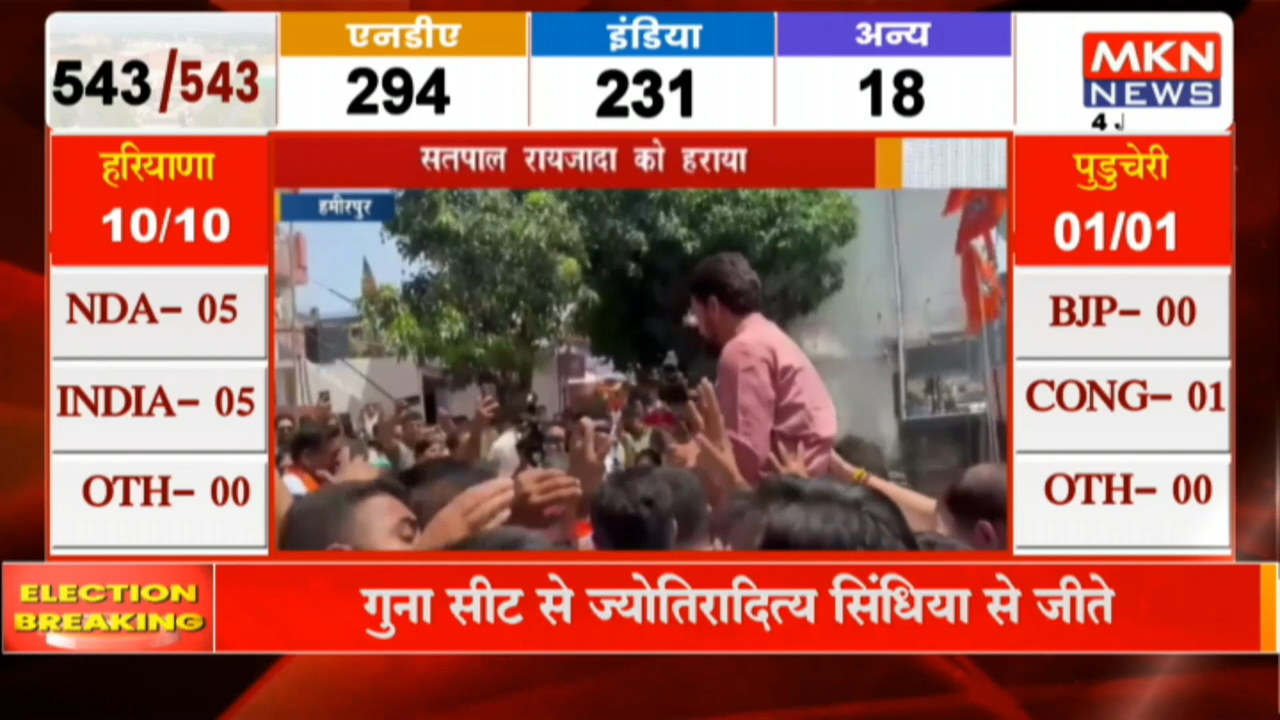 543/543
एनडीए
294
इंडिया
231
अन्य
18
MKN
NEWS
4 J
हरियाणा
10/10
NDA- 05
INDIA- 05
OTH- 00
सतपाल रायजादा को हराया
हमीरपुर
पुडुचेरी
01/01
BJP- 00
CONG- 01
OTH- 00
ELECTION
BREAKING
गुना सीट से ज्योतिरादित्य सिंधिया से जीते